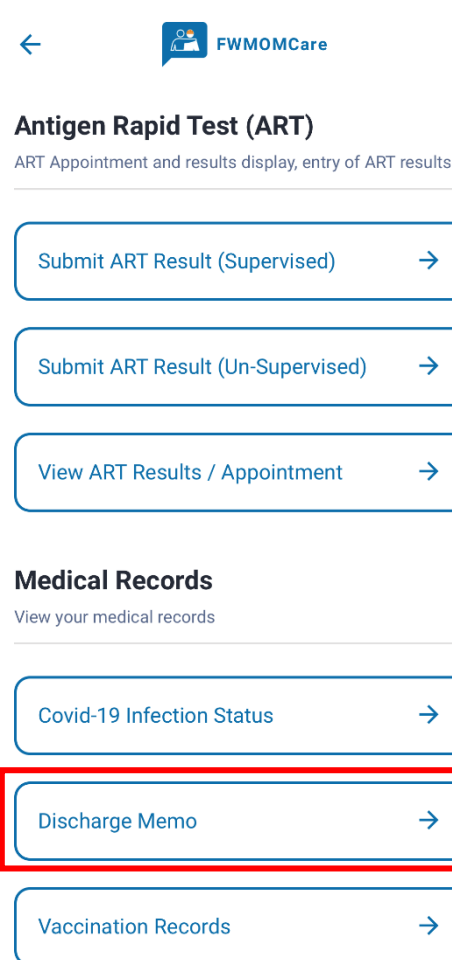 FWMOMCare
Antigen Rapid Test (ART)
ART Appointment and results display, entry of ART results
Submit ART Result (Supervised)
Submit ART Result (Un-Supervised)
View ART Results / Appointment
Medical Records
View your medical records
Covid-19 Infection Status
Discharge Memo
Vaccination Records